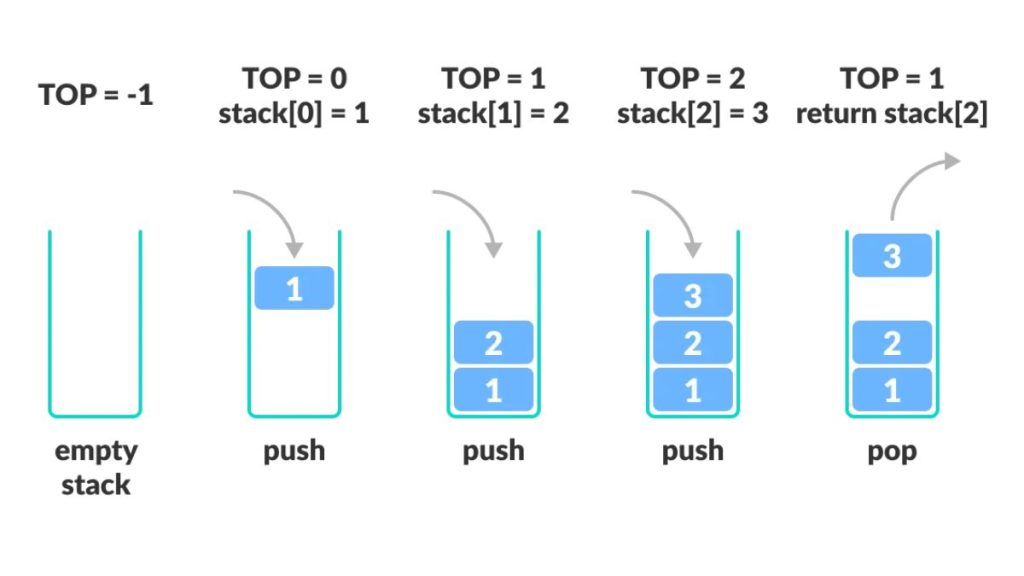 TOP = -1
TOP = 0
stack[0] = 1
TOP = 1
stack[1] = 2
TOP = 2
stack[2] = 3
TOP = 1
return stack[2]
1
2
1
3
2
1
3
2
1
empty
stack
push
push
push
pop